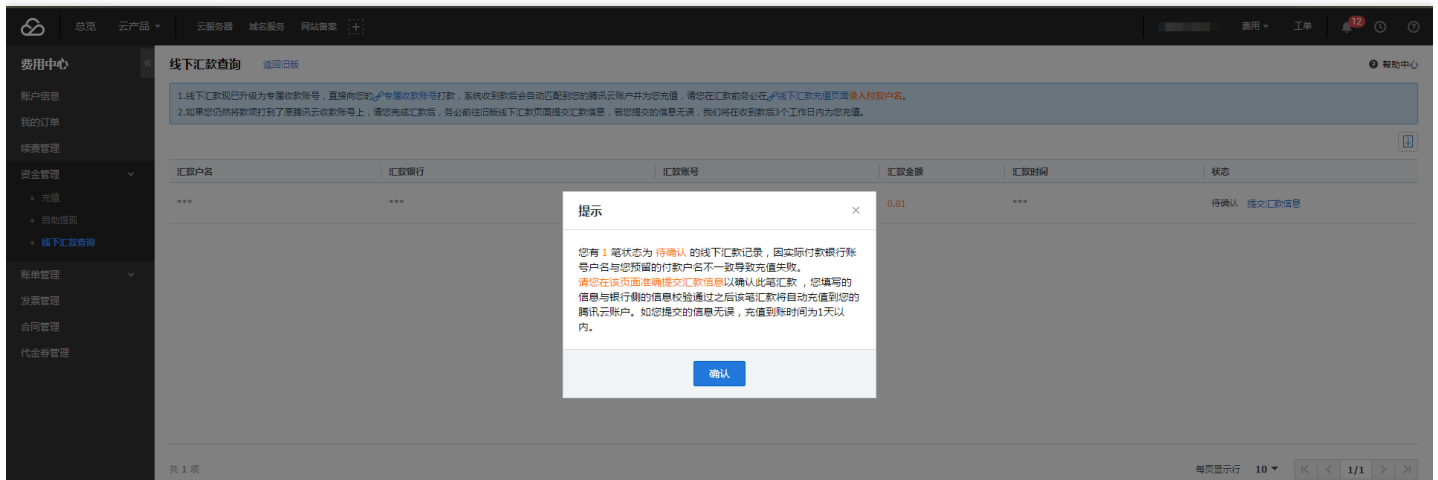 总览 云产品 云服务器 域名服务 网站备案 费用 工单 12
费用中心
线下汇款查询 返回旧版 帮助中心
账户信息
我的订单
续费管理
资金管理
充值
自助提现
线下汇款查询
账单管理
发票管理
合同管理
代金券管理
1.线下汇款现已升级为专属收款账号，直接向您的专属收款账号打款，系统收到款后会自动匹配到您的腾讯云账户并为您充值，请您在汇款前务必在线下汇款充值页面录入付款户名。
2.如果您仍然将款项打到了原腾讯云收款账号上，请您完成汇款后，务必前往旧版线下汇款页面提交汇款信息，若您提交的信息无误，我们将在收到款后3个工作日内为您充值。
汇款户名 汇款银行 汇款账号 汇款金额 汇款时间 状态
*** *** 0.01 *** 待确认 提交汇款信息
提示
您有 1 笔状态为 待确认 的线下汇款记录，因实际付款银行账
号户名与您预留的付款户名不一致导致充值失败。
请您在该页面准确提交汇款信息以确认此笔汇款 ，您填写的
信息与银行侧的信息校验通过之后该笔汇款将自动充值到您的
腾讯云账户。如您提交的信息无误，充值到账时间为1天以
内。
确认
共 1 项 每页显示行 10 1/1